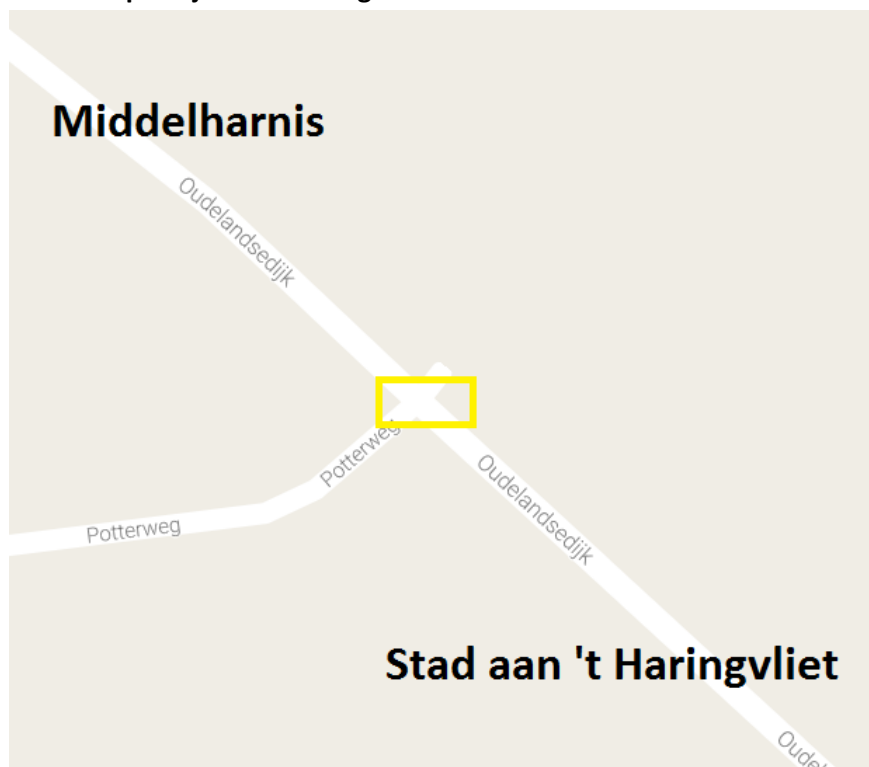 Middelharnis
Oudelandsedijk
Potterweg
Potterweg
Oudelandsedijk
Stad aan 't Haringvliet